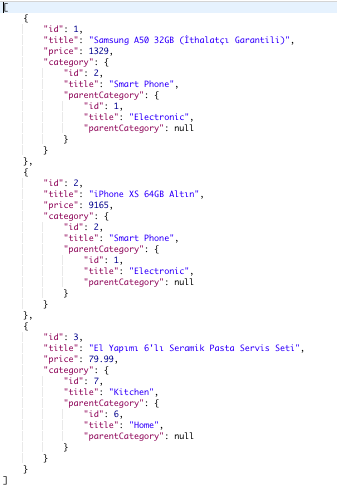 [
{
"id": 1,
"title": "Samsung A50 32GB (İthalatçı Garantili)",
"price": 1329,
"category": {
"id": 2,
"title": "Smart Phone",
"parentCategory": {
"id": 1,
"title": "Electronic",
"parentCategory": null
}
}
},
{
"id": 2,
"title": "iPhone XS 64GB Altın",
"price": 9165,
"category": {
"id": 2,
"title": "Smart Phone",
"parentCategory": {
"id": 1,
"title": "Electronic",
"parentCategory": null
}
}
},
{
"id": 3,
"title": "El Yapımı 6'lı Seramik Pasta Servis Seti",
"price": 79.99,
"category": {
"id": 7,
"title": "Kitchen",
"parentCategory": {
"id": 6,
"title": "Home",
"parentCategory": null
}
}
}
]